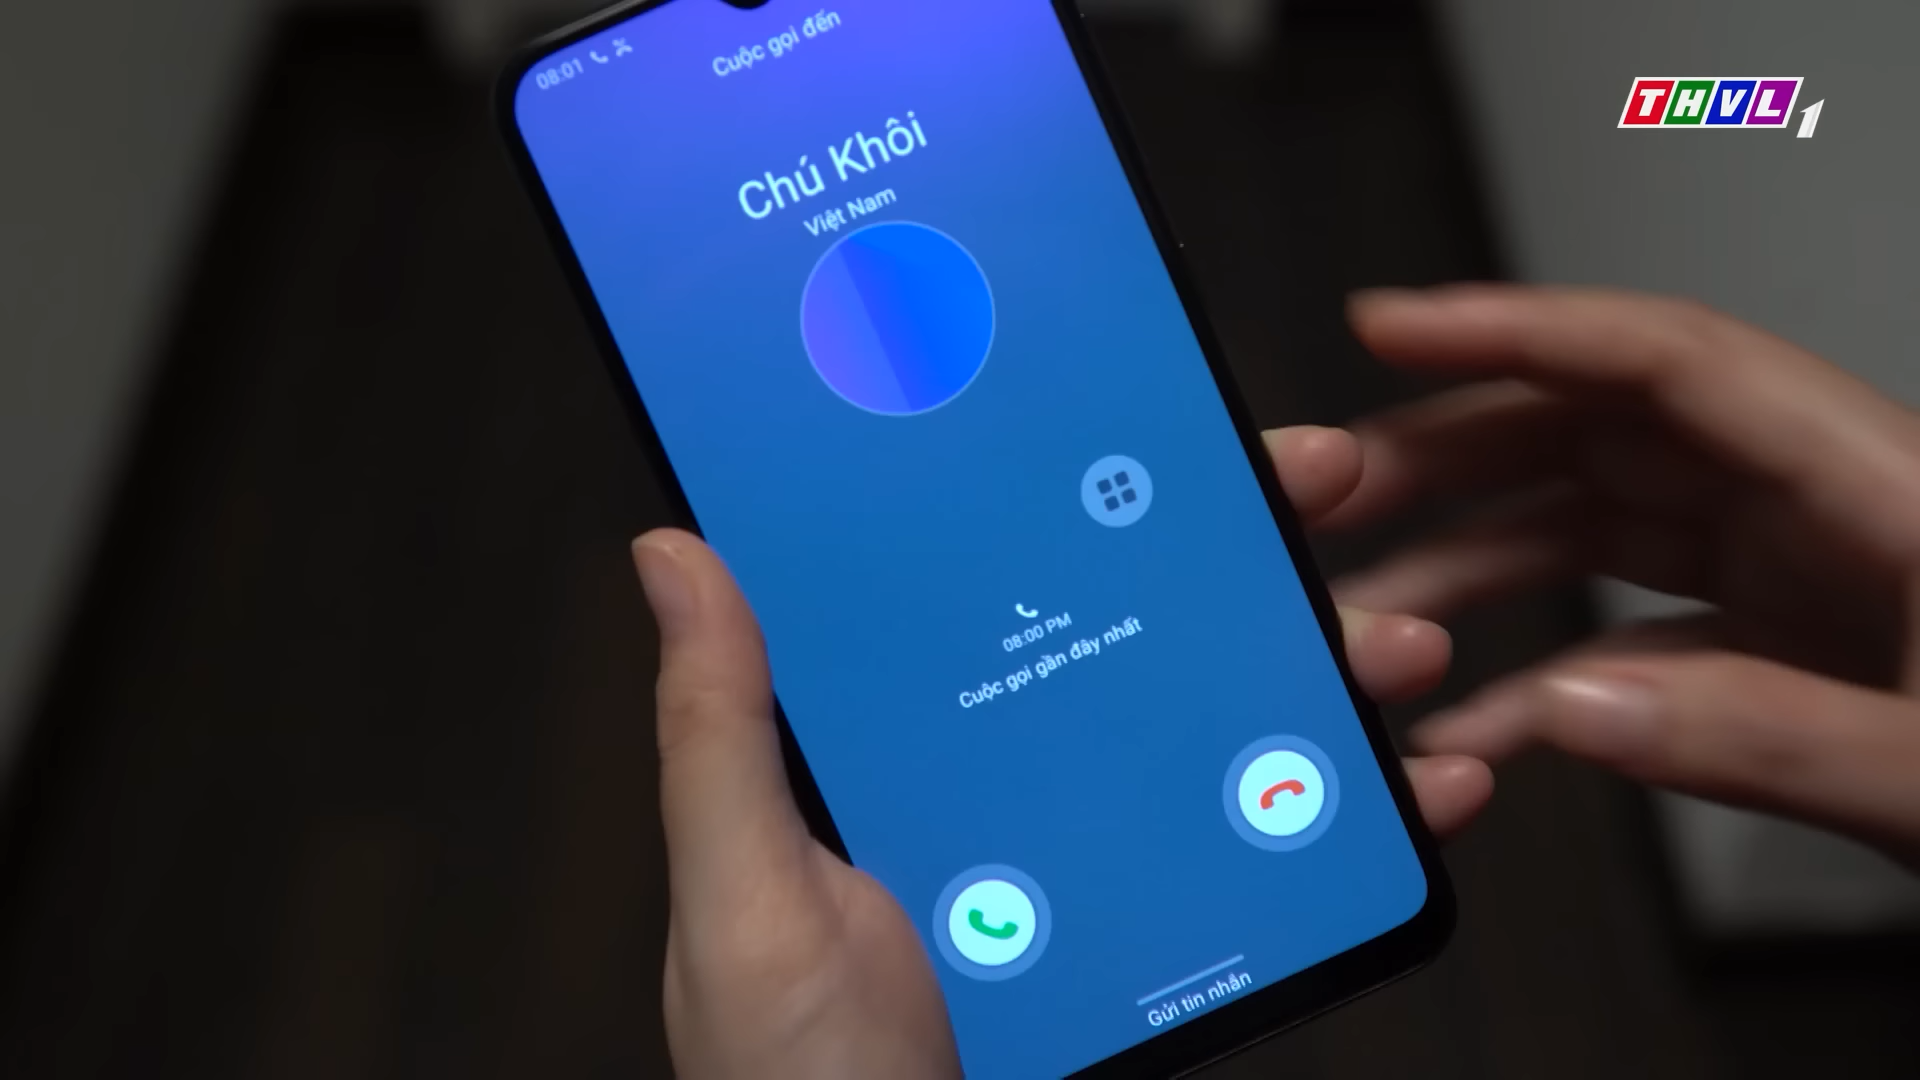 08:01
Cuộc gọi đến
THVL1
Chú Khôi
Việt Nam
08:00 PM
Cuộc gọi gần đây nhất
Gửi tin nhắn